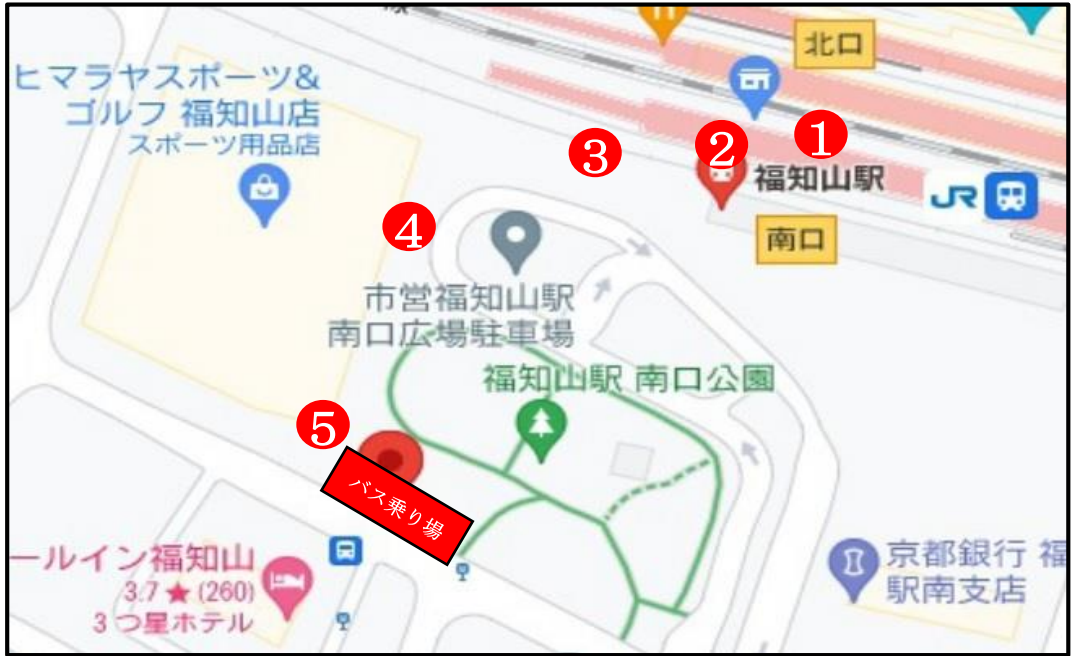 北口
ヒマラヤスポーツ&
ゴルフ 福知山店
スポーツ用品店
❶
❷
❸
福知山駅
JR
南口
❹
市営福知山駅
南口広場駐車場
福知山駅 南口公園
❺
バス乗り場
ールイン福知山
3.7 ★ (260)
3 つ星ホテル
京都銀行 福
駅南支店